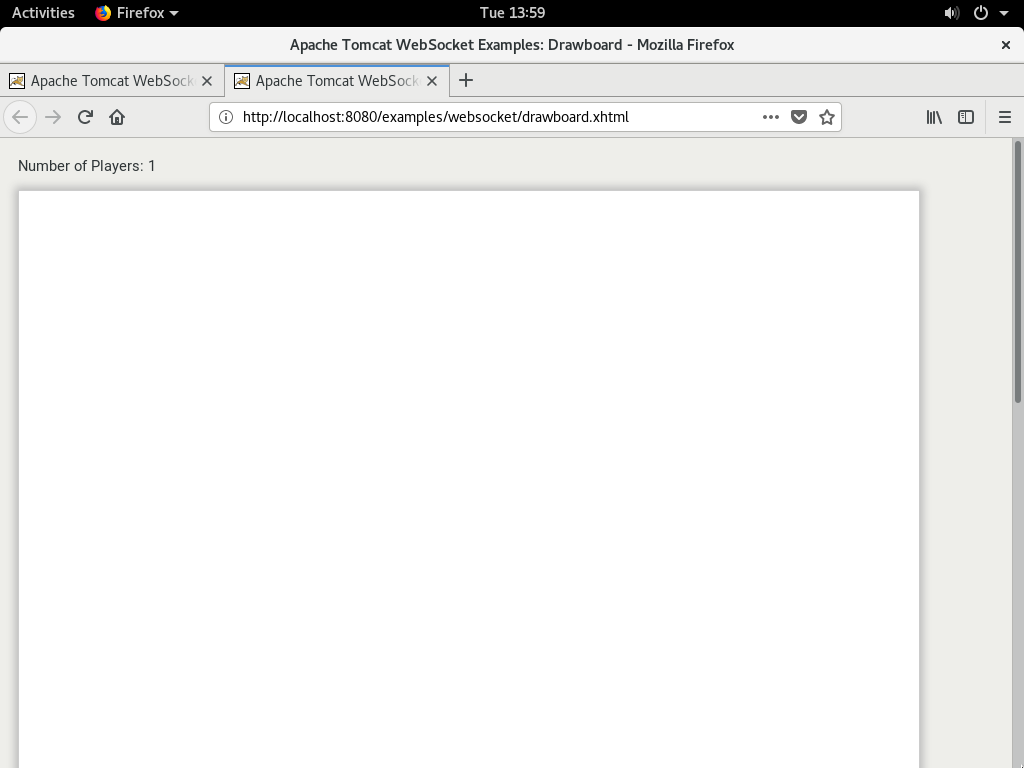 Activities Firefox Tue 13:59
Apache Tomcat WebSocket Examples: Drawboard - Mozilla Firefox
Apache Tomcat WebSock Apache Tomcat WebSock
http://localhost:8080/examples/websocket/drawboard.xhtml
Number of Players: 1